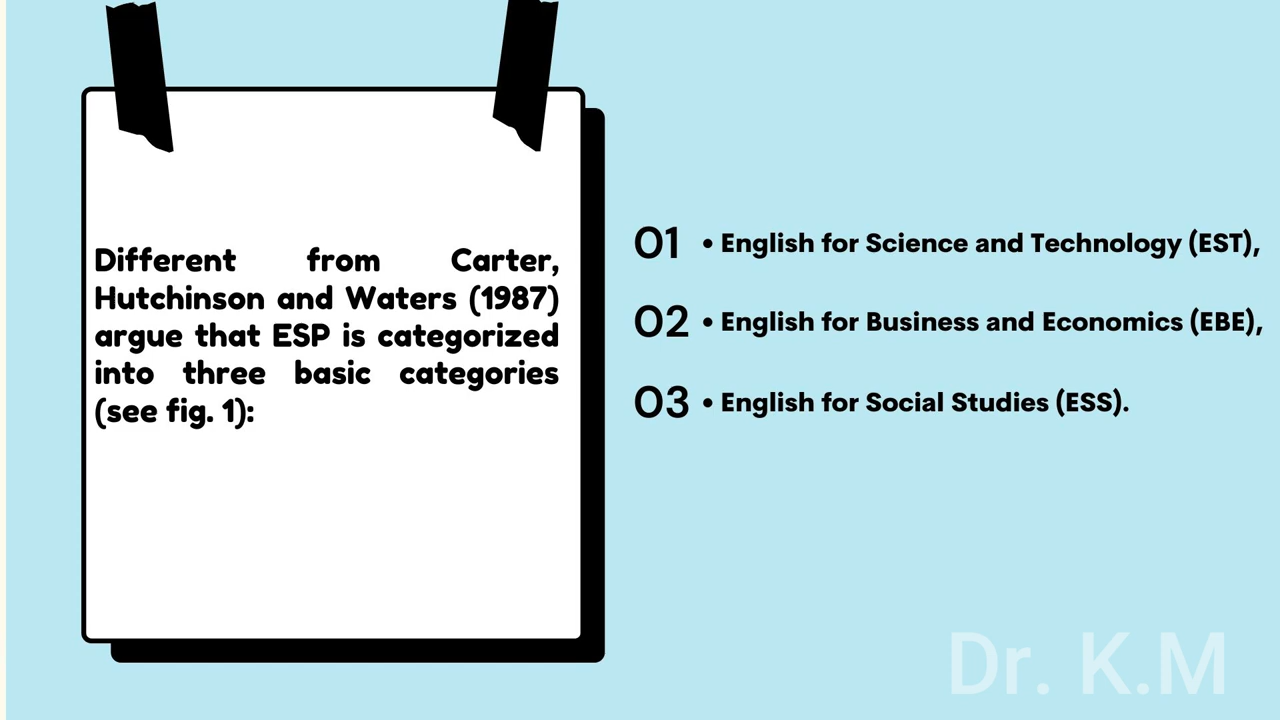 Different from Carter,
Hutchinson and Waters (1987)
argue that ESP is categorized
into three basic categories
(see fig. 1):
01 • English for Science and Technology (EST),
02 • English for Business and Economics (EBE),
03 • English for Social Studies (ESS).
Dr. K.M